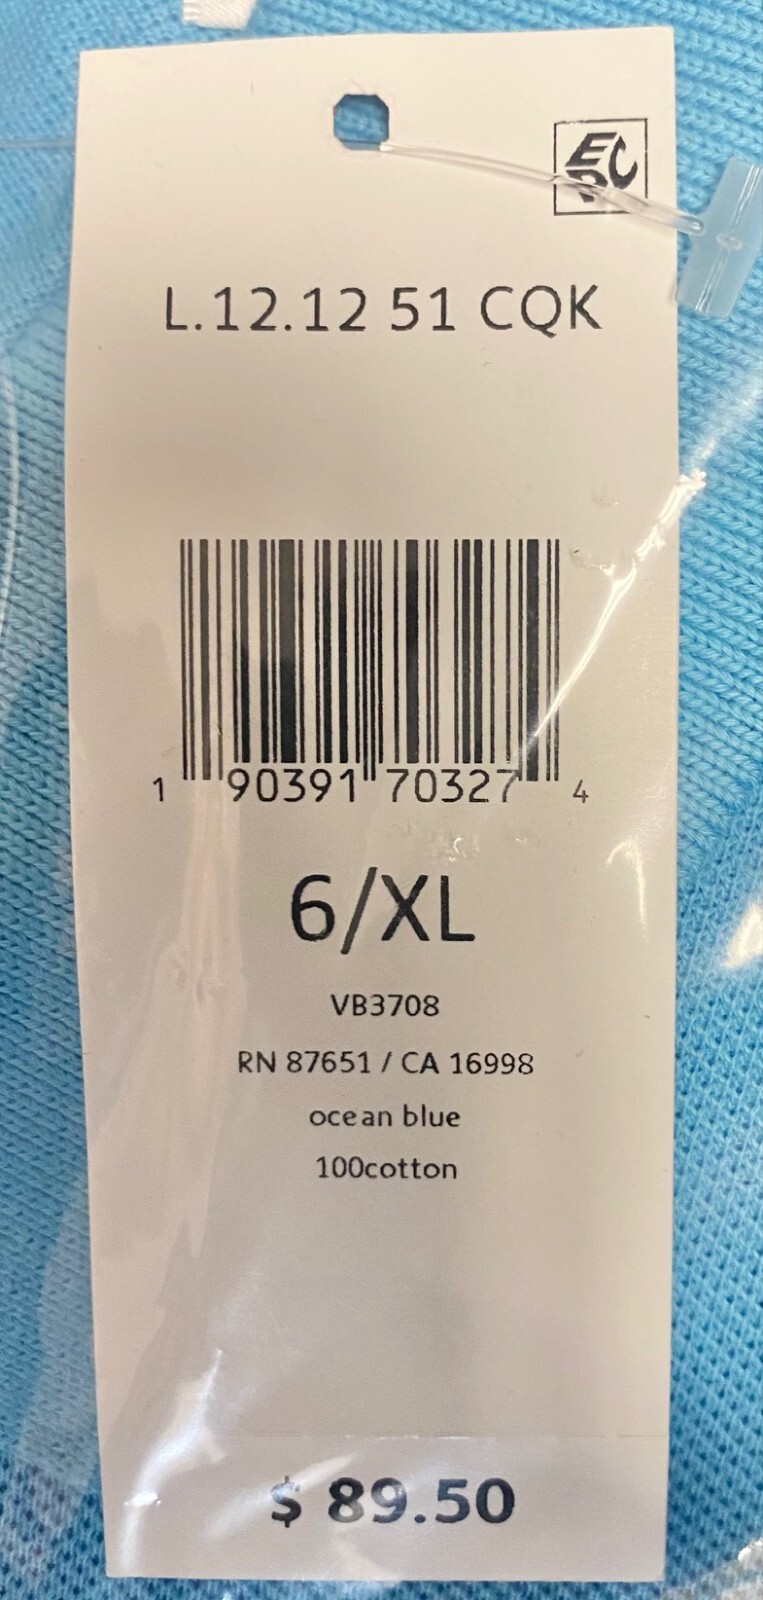 EPC
L.12.12 51 CQK
1 90391 70327 4
6/XL
VB3708
RN 87651 / CA 16998
ocean blue
100cotton
$ 89.50